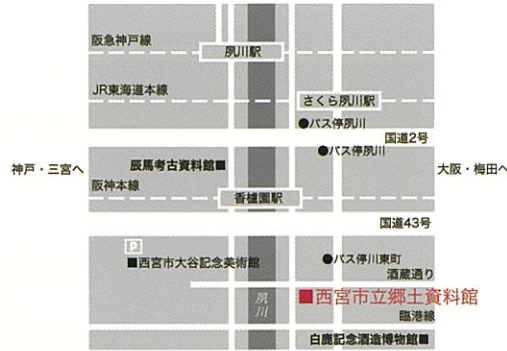 阪急神戸線
夙川駅
JR東海道本線
さくら夙川駅
●バス停夙川
国道2号
●バス停夙川
神戸・三宮へ
辰馬考古資料館■
大阪・梅田へ
阪神本線
香櫨園駅
国道43号
P
■西宮市大谷記念美術館
●バス停川東町
酒蔵通り
夙川
■西宮市立郷土資料館
臨港線
白鹿記念酒造博物館■